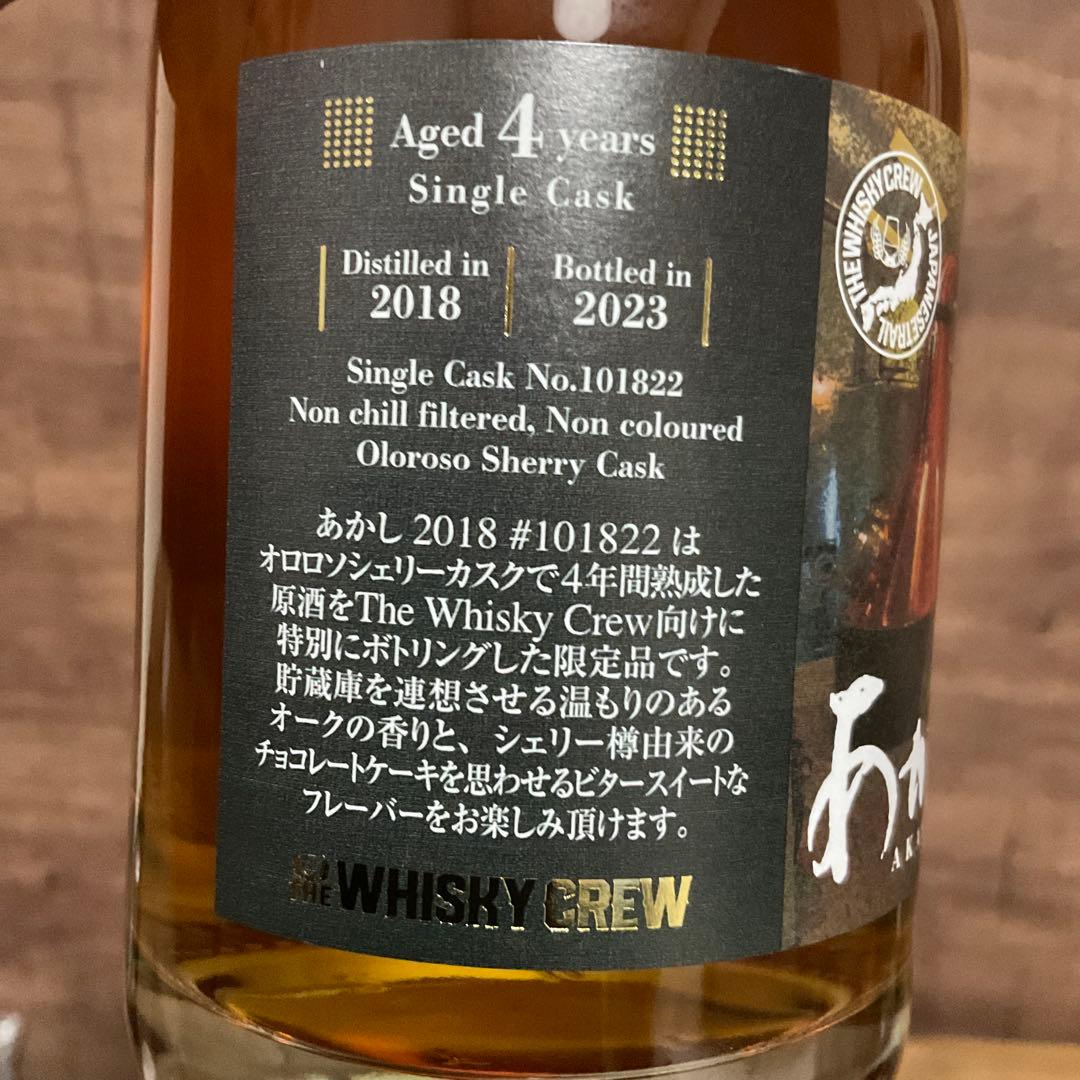 Aged 4 years
Single Cask
Distilled in
2018
Bottled in
2023
Single Cask No.101822
Non chill filtered, Non coloured
Oloroso Sherry Cask
あかし 2018 #101822 は
オロロソシェリーカスクで4年間熟成した
原酒をThe Whisky Crew向けに
特別にボトリングした限定品です。
貯蔵庫を連想させる温もりのある
オークの香りと、シェリー樽由来の
チョコレートケーキを思わせるビタースイートな
フレーバーをお楽しみ頂けます。
THE WHISKY CREW
THE WHISKY CREW JAPANESE TRAIL
あか
AK